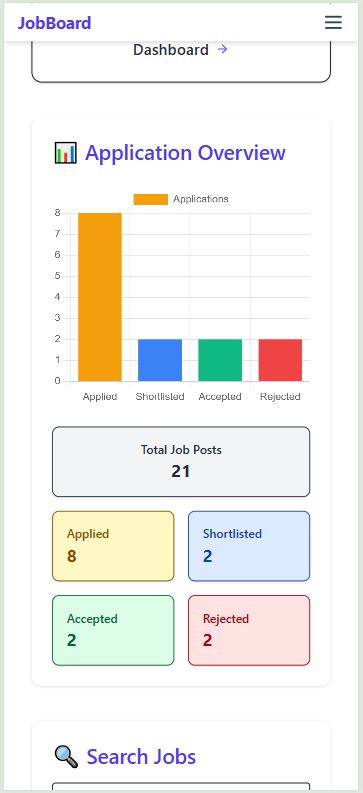 JobBoard
Dashboard →
Application Overview
Applications
8
7
6
5
4
3
2
1
0
Applied Shortlisted Accepted Rejected
Total Job Posts
21
Applied
8
Shortlisted
2
Accepted
2
Rejected
2
Search Jobs